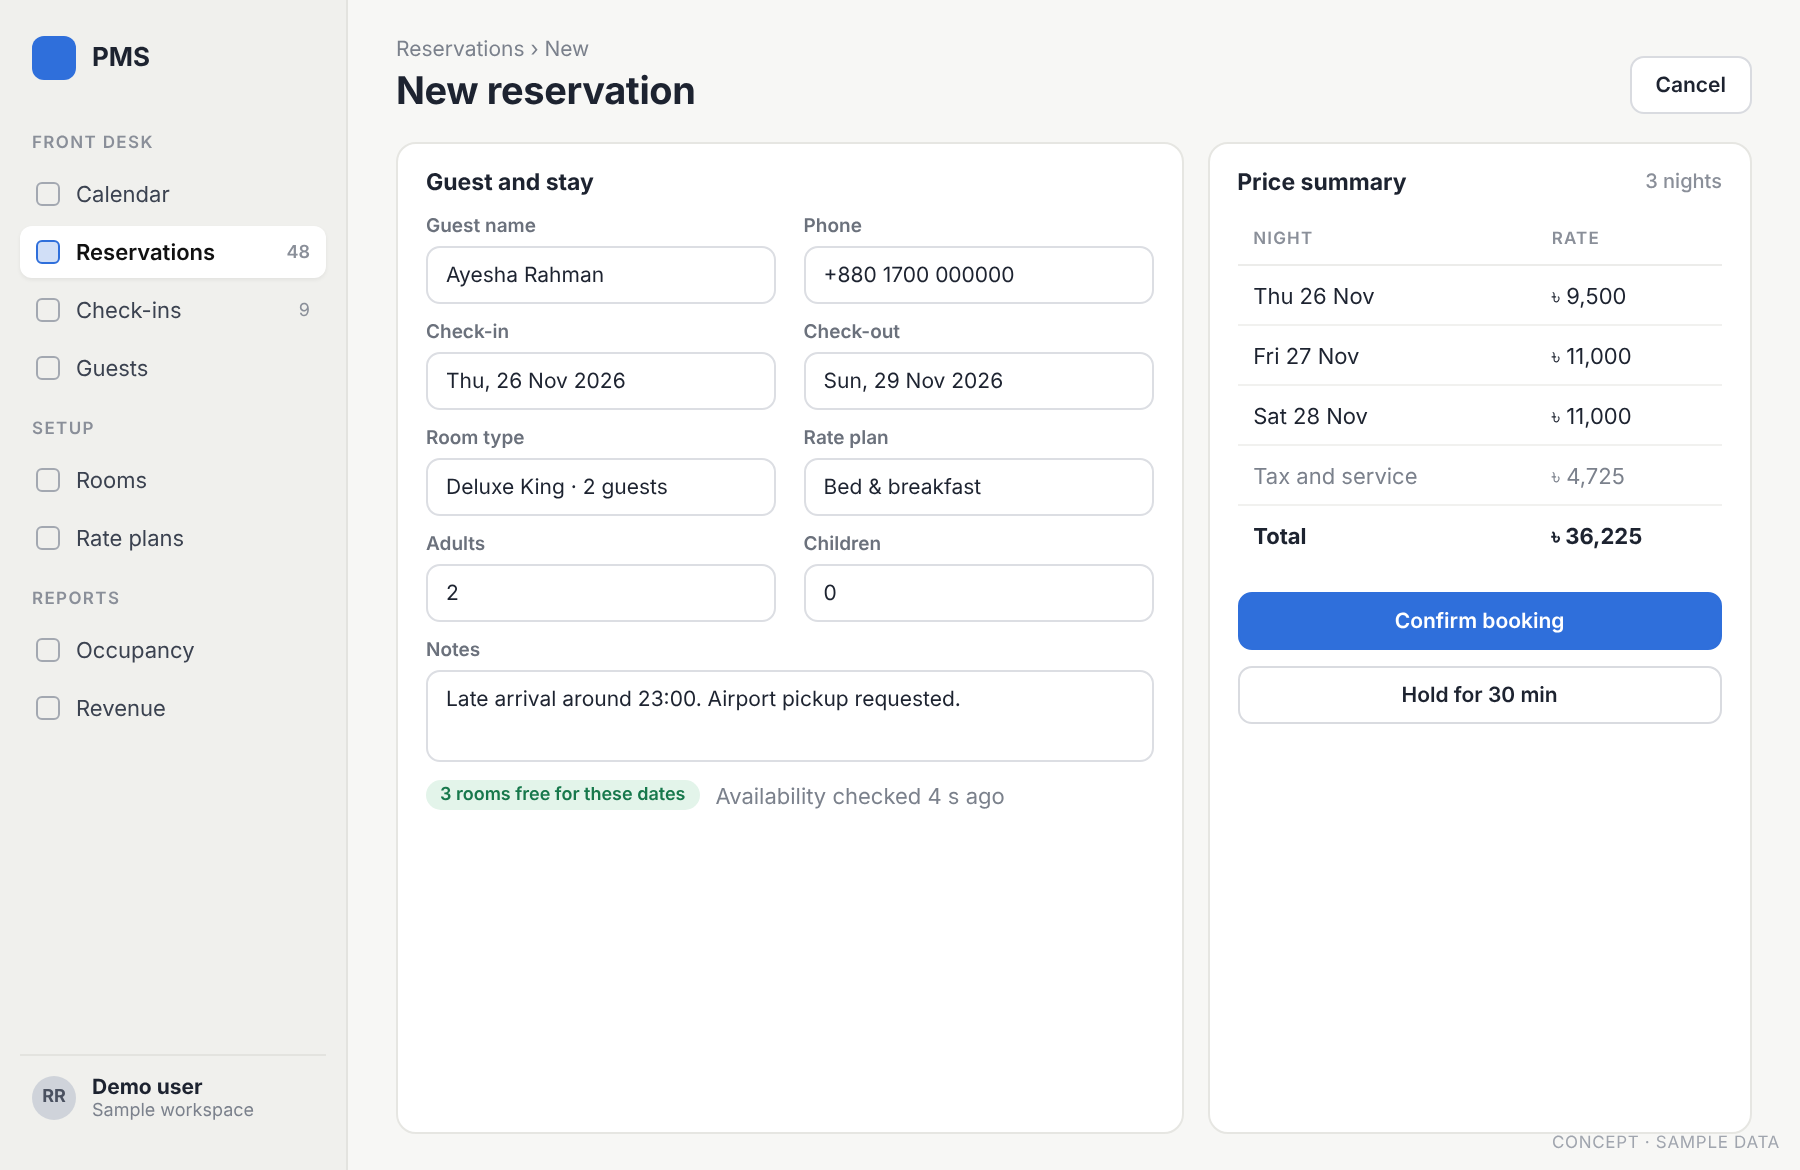 PMS
FRONT DESK
Calendar
Reservations 48
Check-ins 9
Guests
SETUP
Rooms
Rate plans
REPORTS
Occupancy
Revenue
RR
Demo user
Sample workspace
Reservations › New
New reservation
Cancel
Guest and stay
Guest name Phone
Ayesha Rahman +880 1700 000000
Check-in Check-out
Thu, 26 Nov 2026 Sun, 29 Nov 2026
Room type Rate plan
Deluxe King · 2 guests Bed & breakfast
Adults Children
2 0
Notes
Late arrival around 23:00. Airport pickup requested.
3 rooms free for these dates Availability checked 4 s ago
Price summary 3 nights
NIGHT RATE
Thu 26 Nov ৳ 9,500
Fri 27 Nov ৳ 11,000
Sat 28 Nov ৳ 11,000
Tax and service ৳ 4,725
Total ৳ 36,225
Confirm booking
Hold for 30 min
CONCEPT · SAMPLE DATA